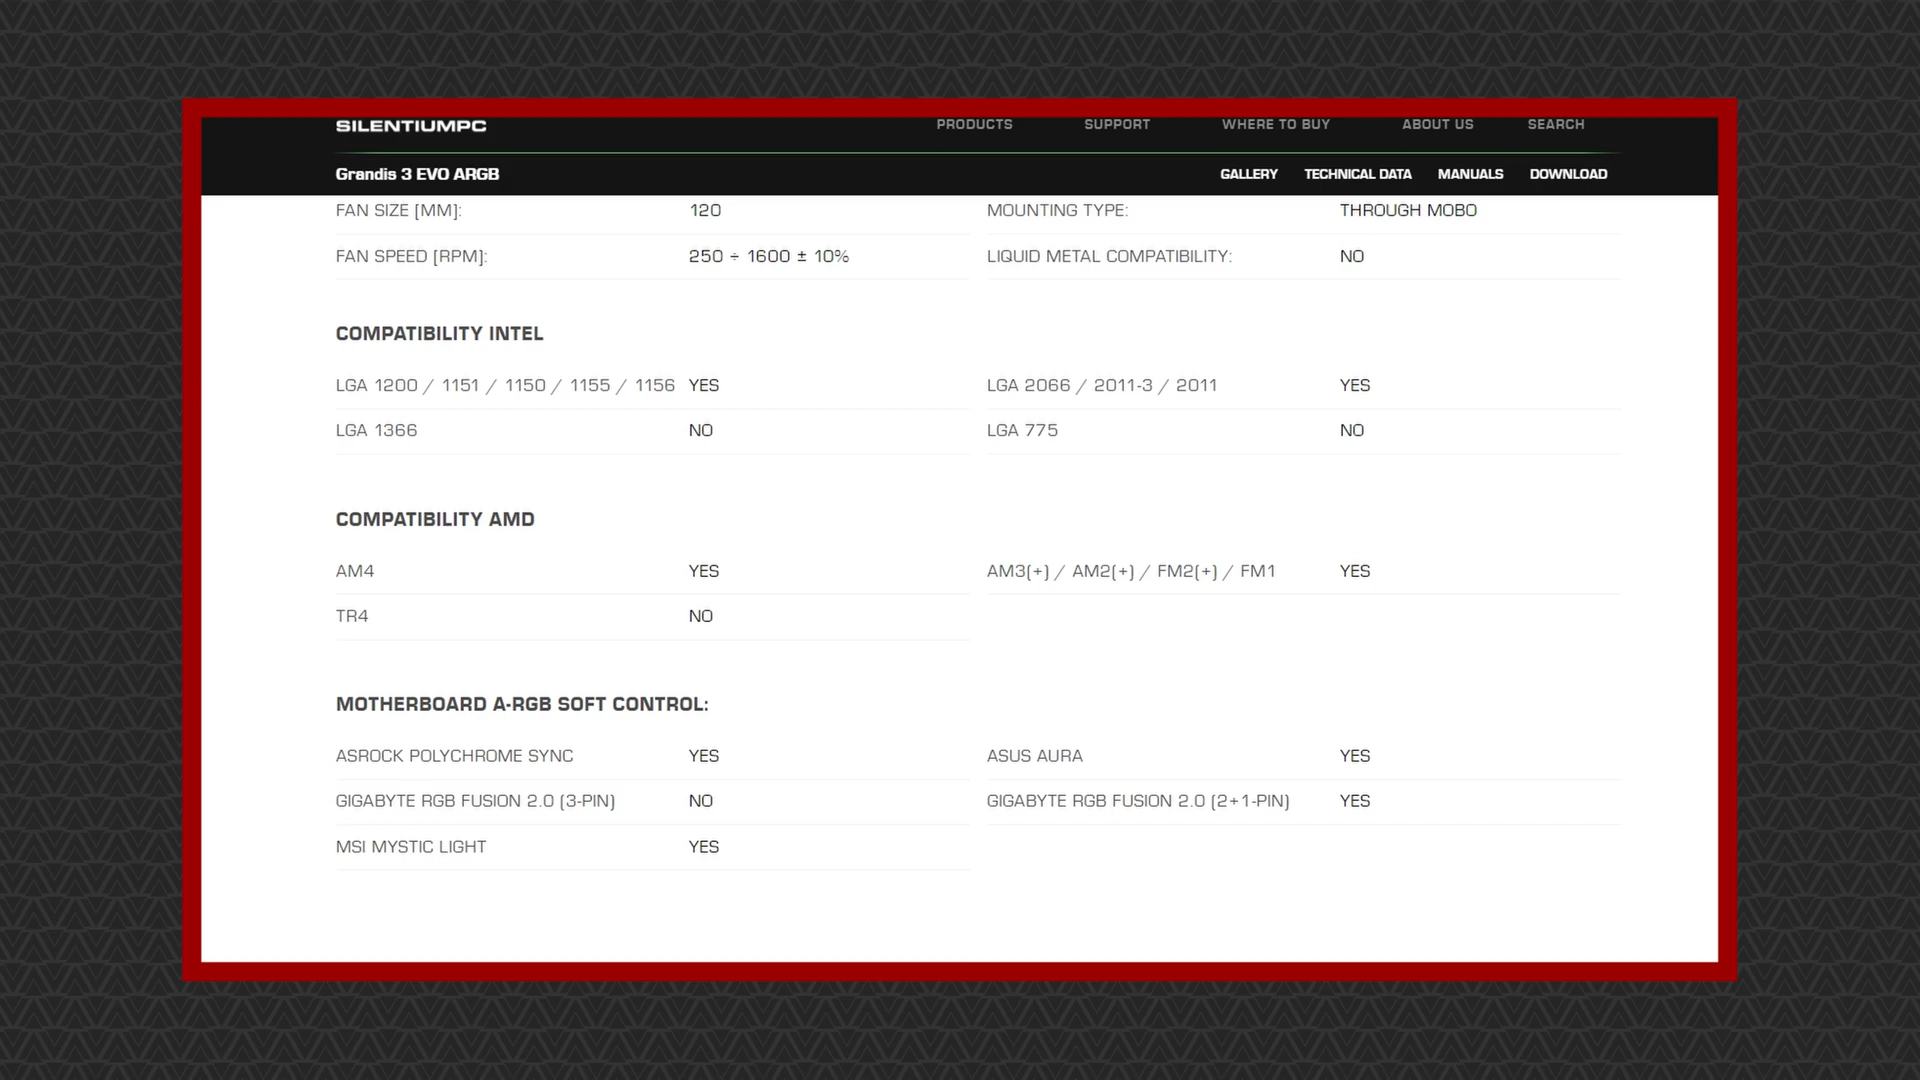 SILENTIUMPC
PRODUCTS SUPPORT WHERE TO BUY ABOUT US SEARCH
Grandis 3 EVO ARGB
GALLERY TECHNICAL DATA MANUALS DOWNLOAD
FAN SIZE [MM]: 120
MOUNTING TYPE: THROUGH MOBO
FAN SPEED [RPM]: 250 ÷ 1600 ± 10%
LIQUID METAL COMPATIBILITY: NO
COMPATIBILITY INTEL
LGA 1200 / 1151 / 1150 / 1155 / 1156 YES
LGA 2066 / 2011-3 / 2011 YES
LGA 1366 NO
LGA 775 NO
COMPATIBILITY AMD
AM4 YES
AM3(+) / AM2(+) / FM2(+) / FM1 YES
TR4 NO
MOTHERBOARD A-RGB SOFT CONTROL:
ASROCK POLYCHROME SYNC YES
ASUS AURA YES
GIGABYTE RGB FUSION 2.0 (3-PIN) NO
GIGABYTE RGB FUSION 2.0 (2+1-PIN) YES
MSI MYSTIC LIGHT YES